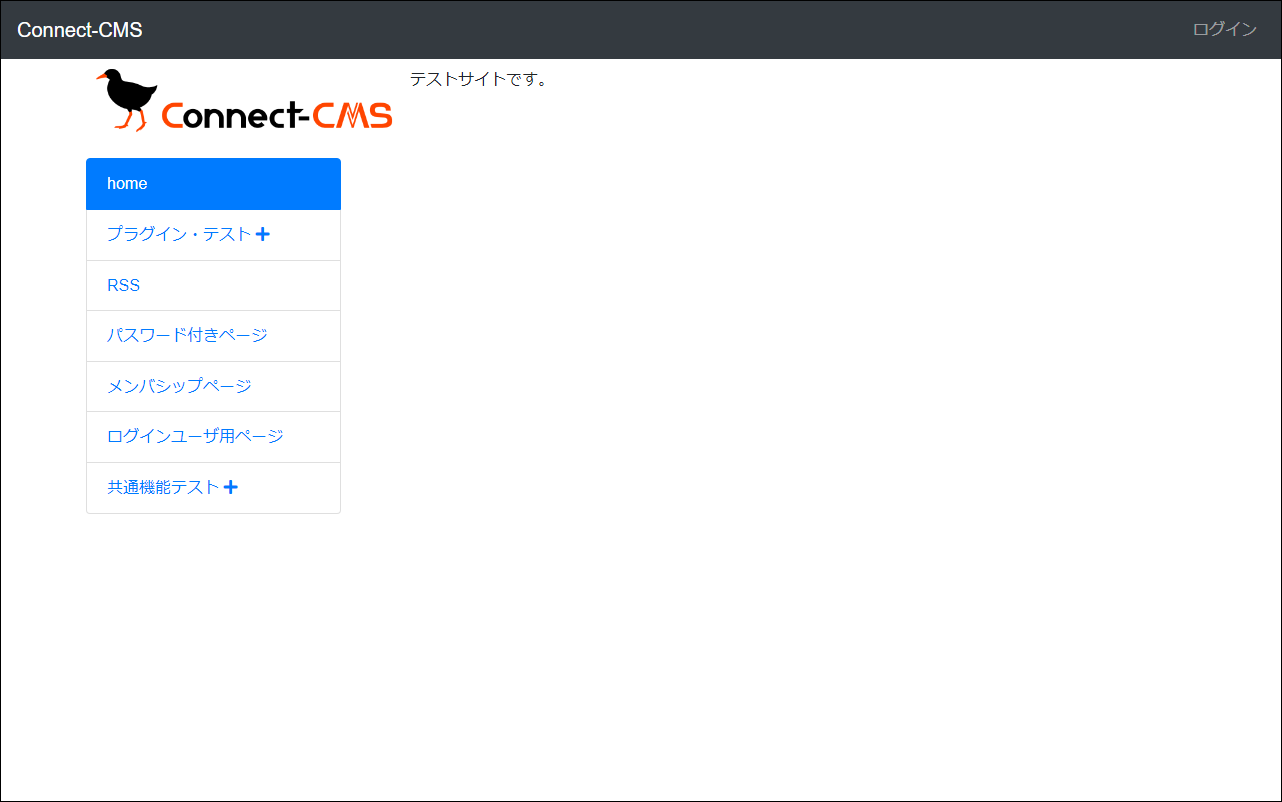 Connect-CMS
ログイン
Connect-CMS
テストサイトです。
home
プラグイン・テスト +
RSS
パスワード付きページ
メンバシップページ
ログインユーザ用ページ
共通機能テスト +